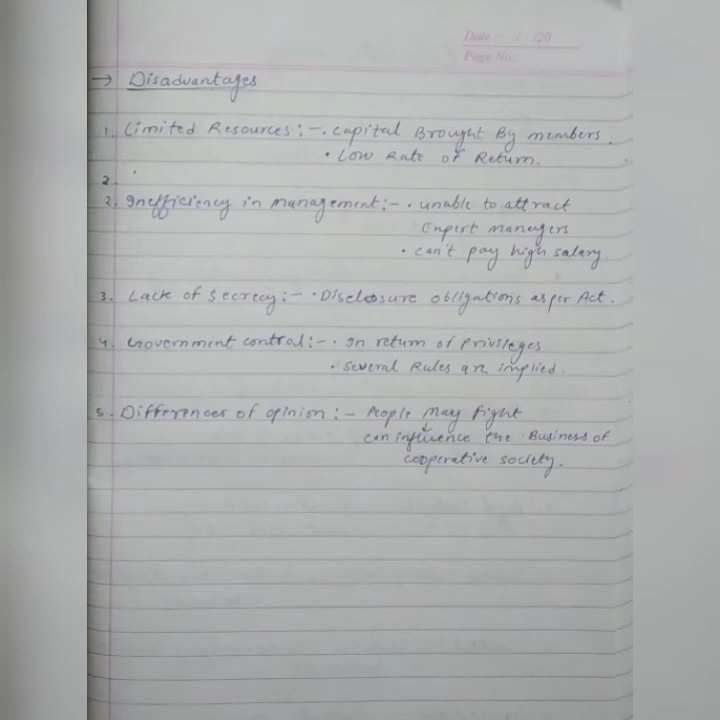 Date : / /20
Page No.
→ Disadvantages
1. Limited Resources :- . Capital Brought By members.
• Low Rate of Return.
2. •
2. Inefficiency in management :- • unable to attract
Expert managers
• can't pay high salary
3. Lack of Secrecy :- • Disclosure obligations as per Act.
4. Government control :- • In return of Privileges
• Several Rules are implied.
5. Differences of opinion :- People May Fight
↓
can influence the Business of
cooperative society.